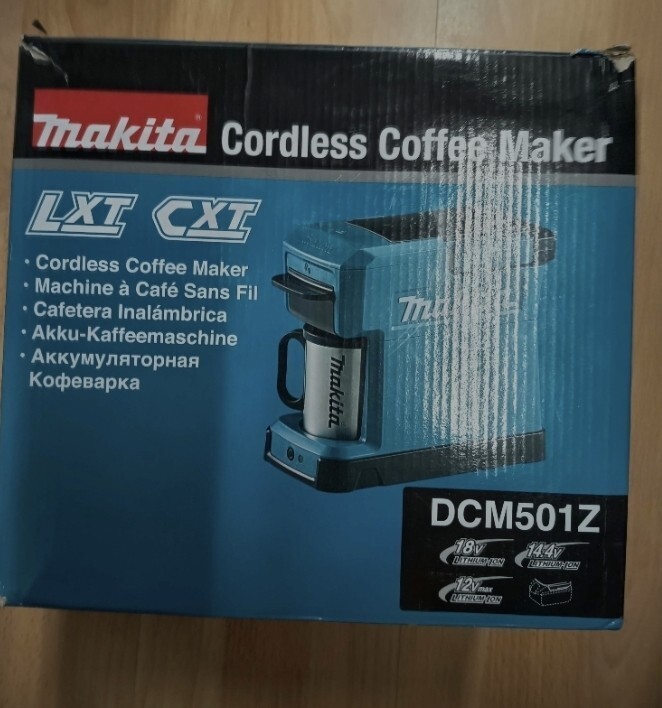 makita Cordless Coffee Maker
LXT CXT
· Cordless Coffee Maker
· Machine à Café Sans Fil
· Cafetera Inalámbrica
· Akku-Kaffeemaschine
· Аккумуляторная
Кофеварка
makita
Makita
DCM501Z
18V LITHIUM-ION 14.4V LITHIUM-ION
12V max LITHIUM-ION